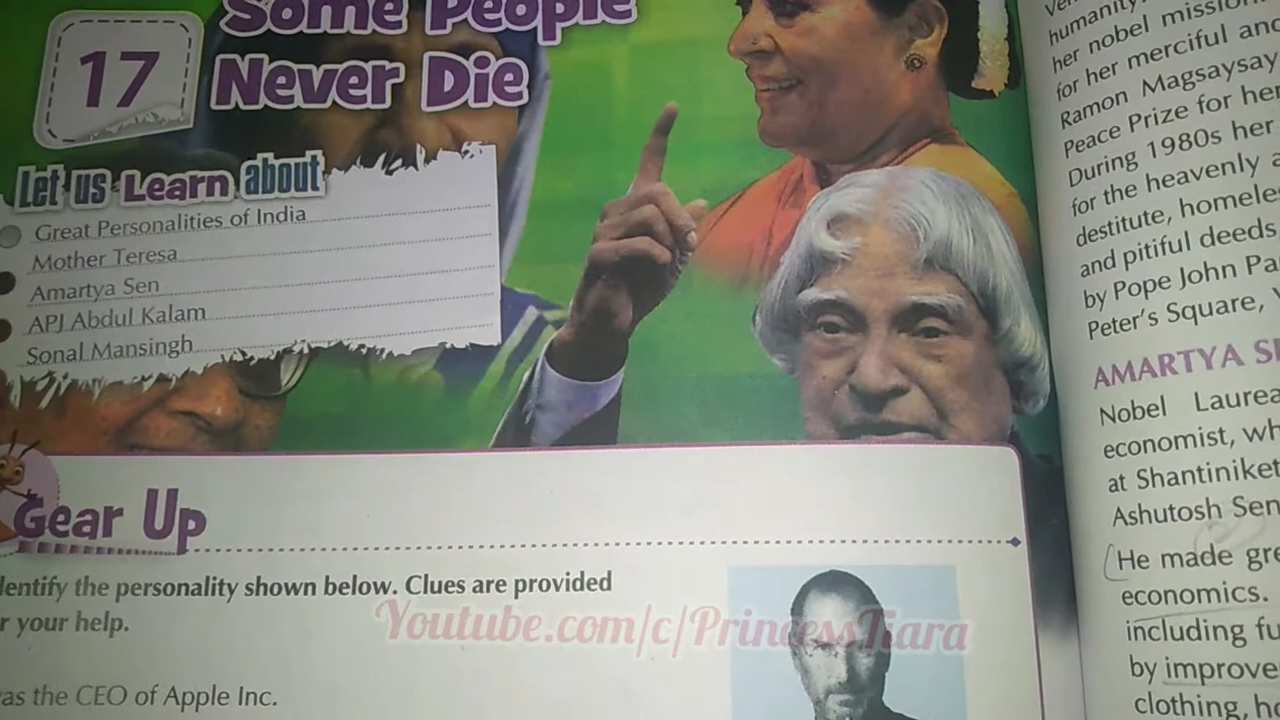 Some People
17
Never Die
Let us Learn about
Great Personalities of India
Mother Teresa
Amartya Sen
APJ Abdul Kalam
Sonal Mansingh
Gear Up
dentify the personality shown below. Clues are provided
r your help.
Youtube.com/c/PrincessTiara
as the CEO of Apple Inc.
humanity
her nobel mission
for her merciful and
Ramon Magsaysay
Peace Prize for her
During 1980s her
for the heavenly a
destitute, homele
and pitiful deeds
by Pope John Pa
Peter's Square,
AMARTYA SE
Nobel Laurea
economist, wh
at Shantiniket
Ashutosh Sen
He made gre
economics.
including fu
by improve
clothing, ho